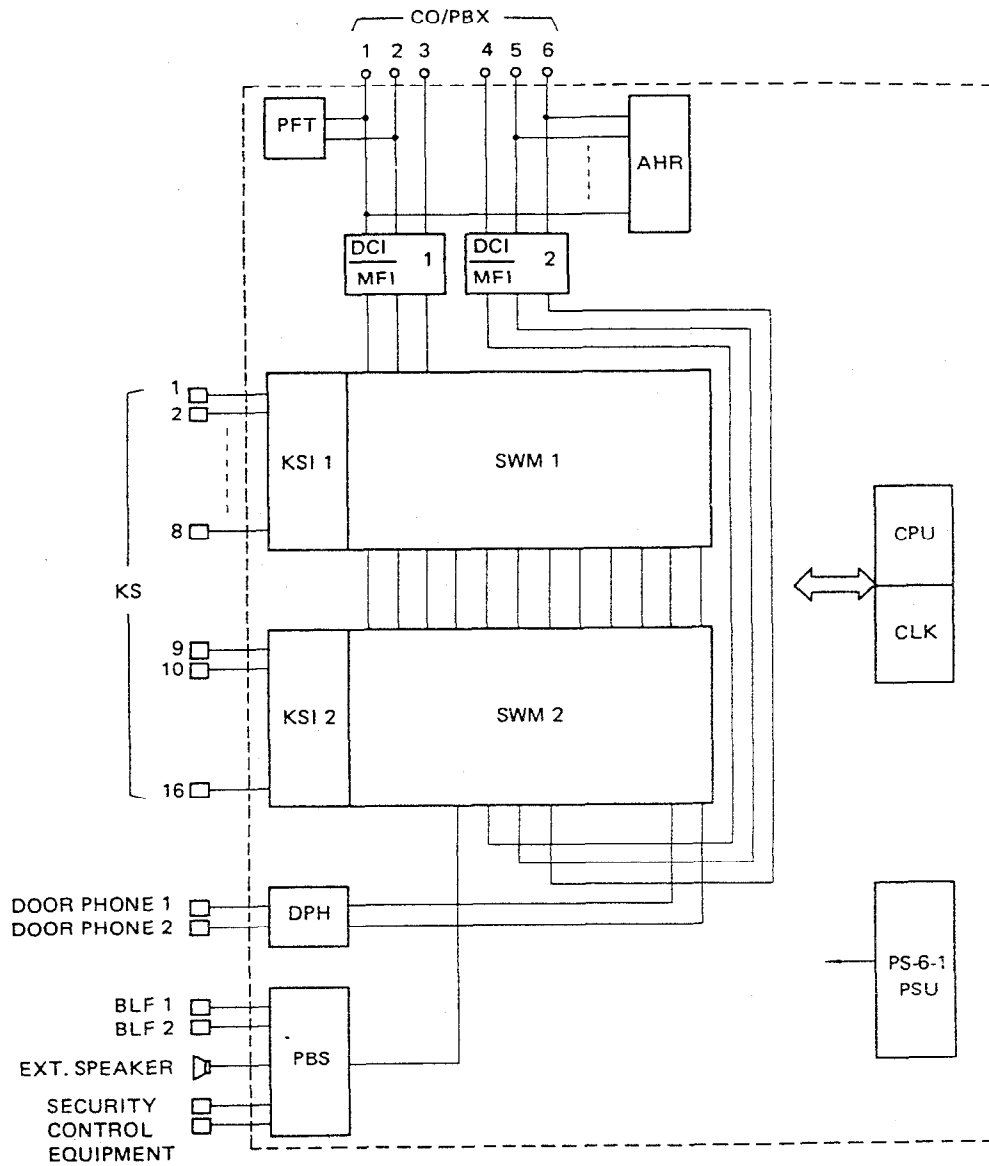 CO/PBX
1 2 3 4 5 6
PFT
AHR
DCI
MFI
1
DCI
MFI
2
1
2
KSI 1
SWM 1
8
CPU
KS
CLK
9
10
KSI 2
SWM 2
16
DOOR PHONE 1
DOOR PHONE 2
DPH
PS-6-1
PSU
BLF 1
BLF 2
PBS
EXT. SPEAKER
SECURITY
CONTROL
EQUIPMENT